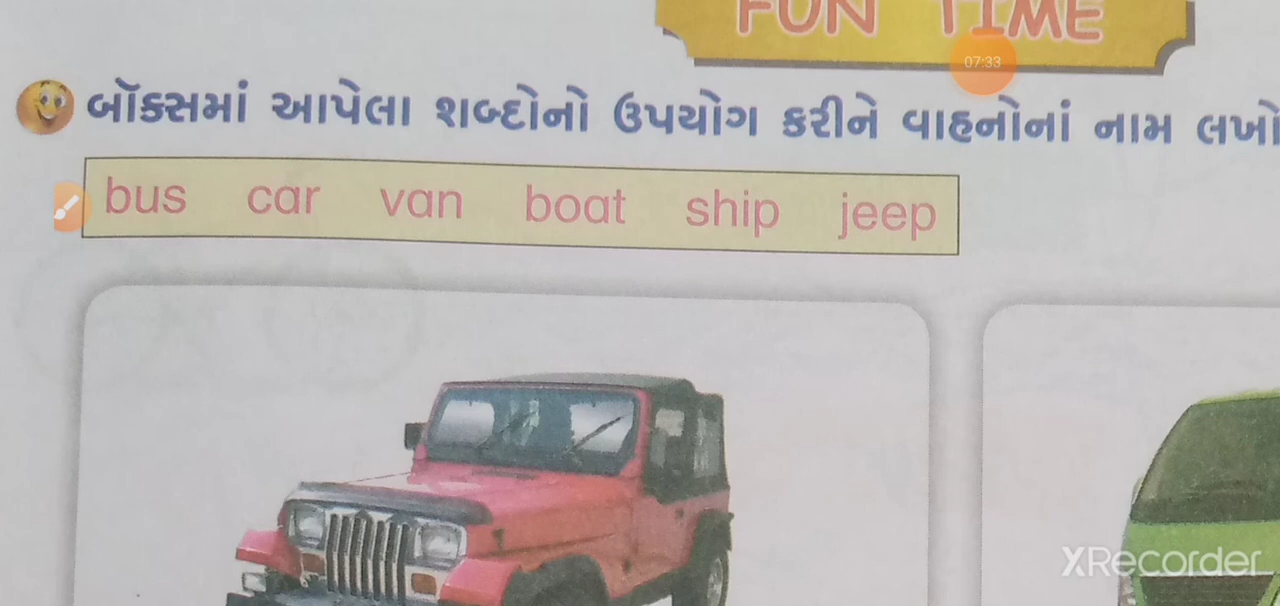 FUN TIME
07:33
બૉક્સમાં આપેલા શબ્દોનો ઉપયોગ કરીને વાહનોનાં નામ લખો
bus car van boat ship jeep
XRecorder